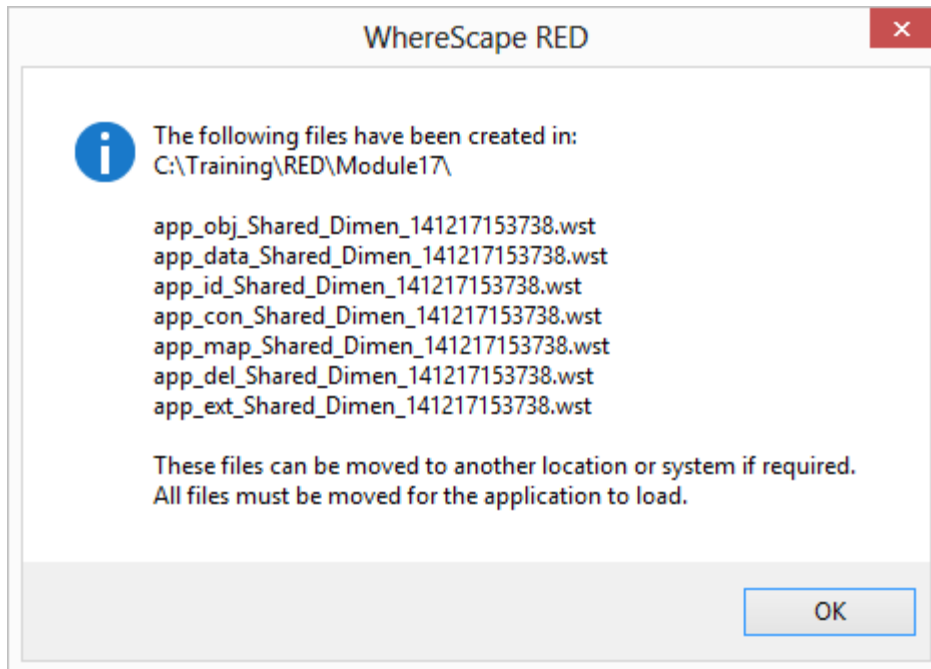 WhereScape RED
The following files have been created in:
C:\Training\RED\Module17\
app_obj_Shared_Dimen_141217153738.wst
app_data_Shared_Dimen_141217153738.wst
app_id_Shared_Dimen_141217153738.wst
app_con_Shared_Dimen_141217153738.wst
app_map_Shared_Dimen_141217153738.wst
app_del_Shared_Dimen_141217153738.wst
app_ext_Shared_Dimen_141217153738.wst
These files can be moved to another location or system if required.
All files must be moved for the application to load.
OK